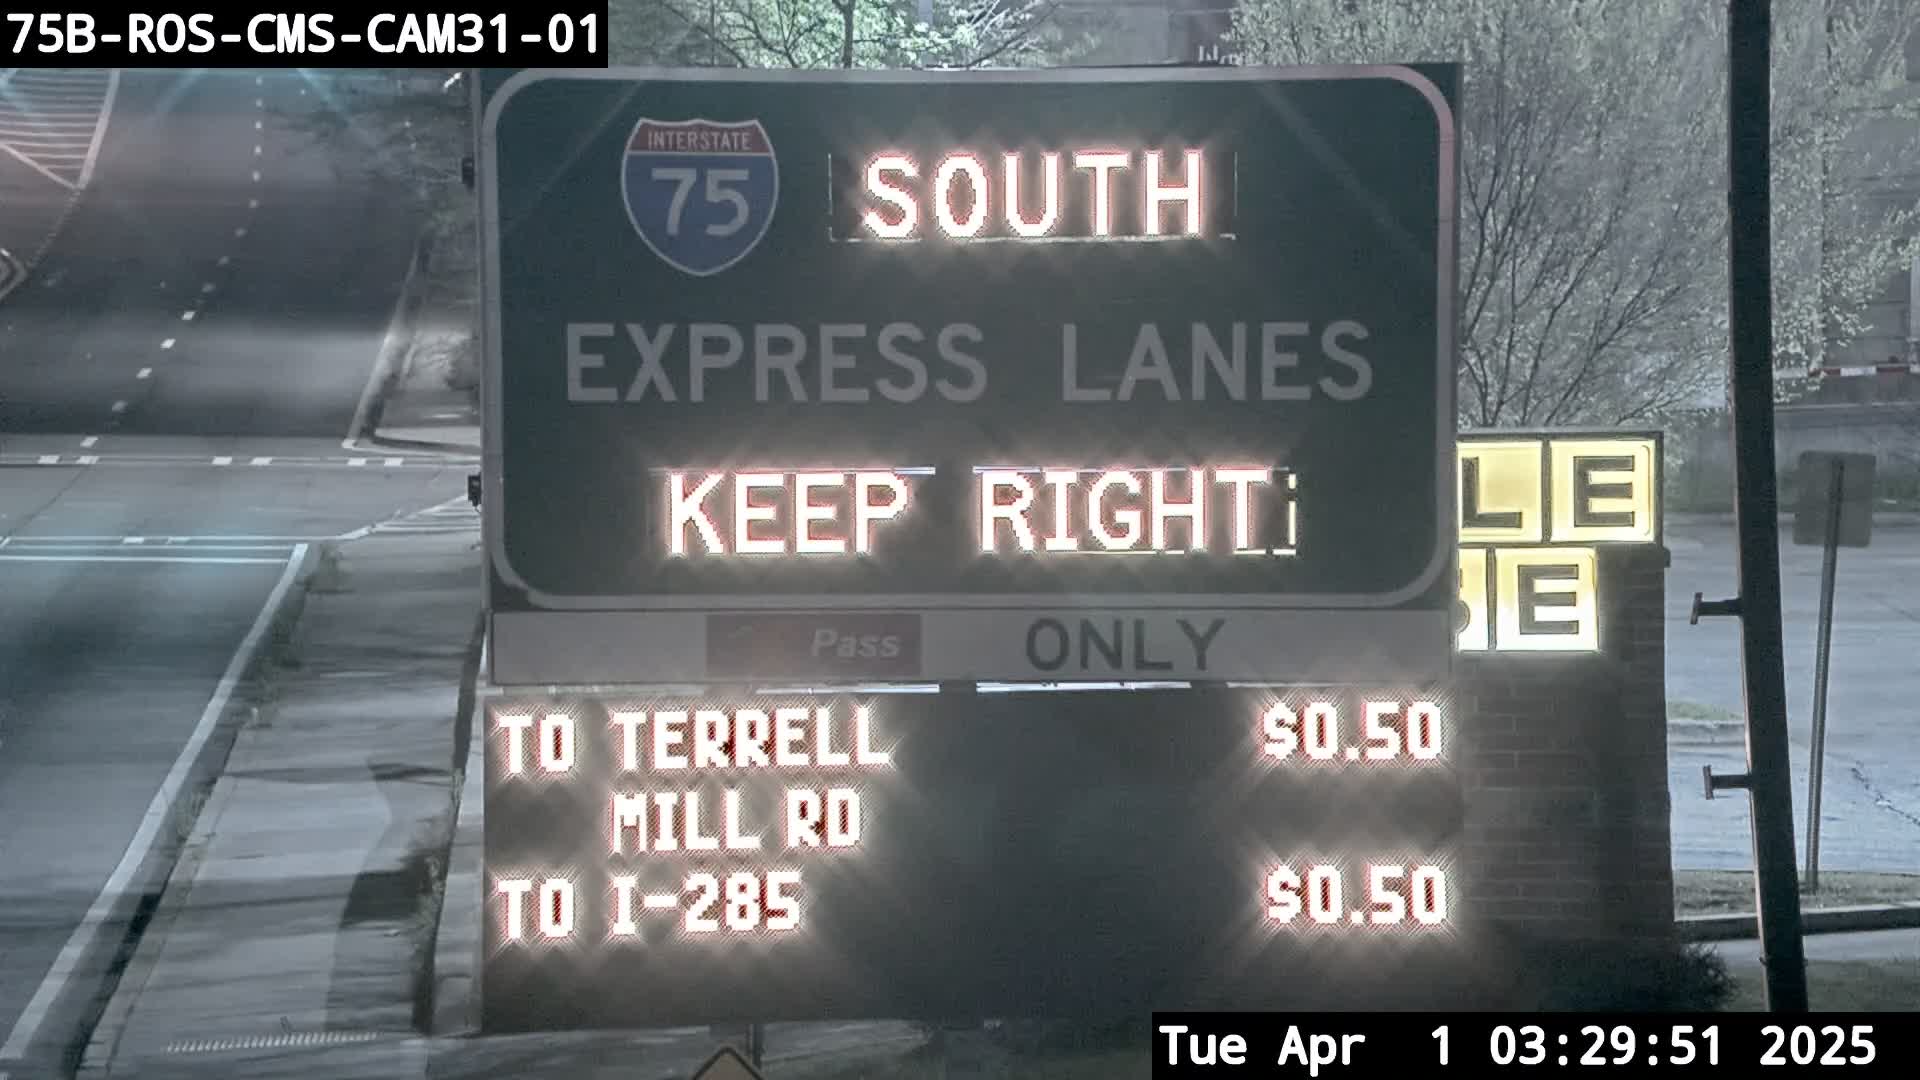 75B-ROS-CMS-CAM31-01
INTERSTATE
75
SOUTH
EXPRESS LANES
KEEP RIGHT
Pass ONLY
TO TERRELL $0.50
MILL RD
TO I-285 $0.50
LE
E
Tue Apr 1 03:29:51 2025